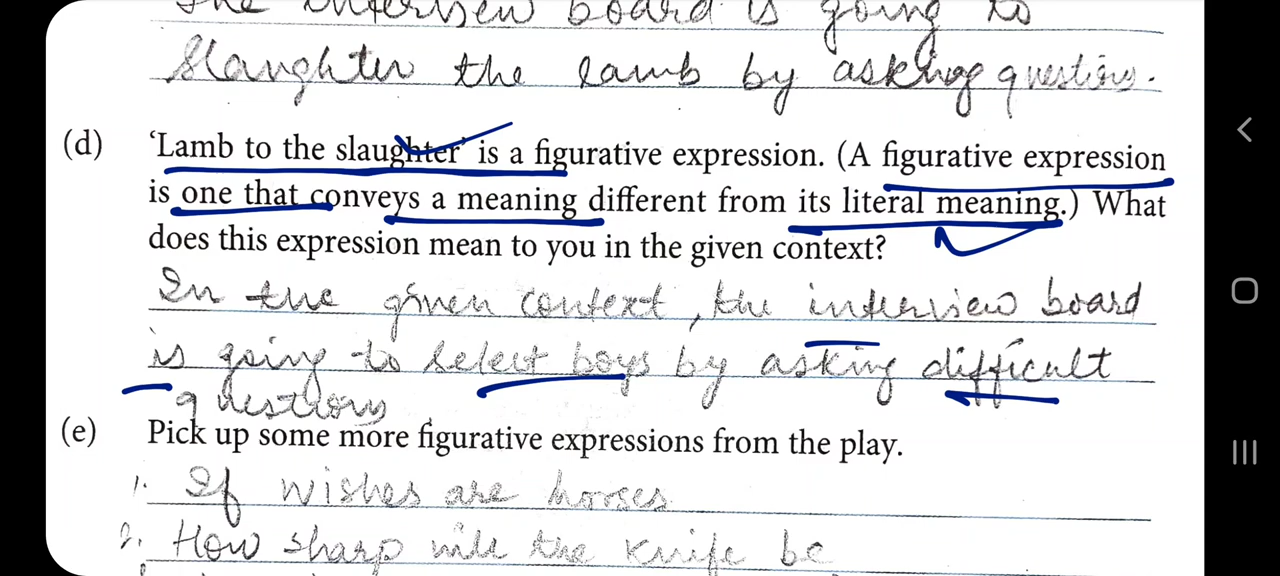 The interview board is going to
Slaughter the lamb by asking questions.
(d) 'Lamb to the slaughter' is a figurative expression. (A figurative expression
is one that conveys a meaning different from its literal meaning.) What
does this expression mean to you in the given context?
In the given context, the interview board
is going to select boys by asking difficult
questions
(e) Pick up some more figurative expressions from the play.
1. If wishes are horses
2. How sharp will the knife be